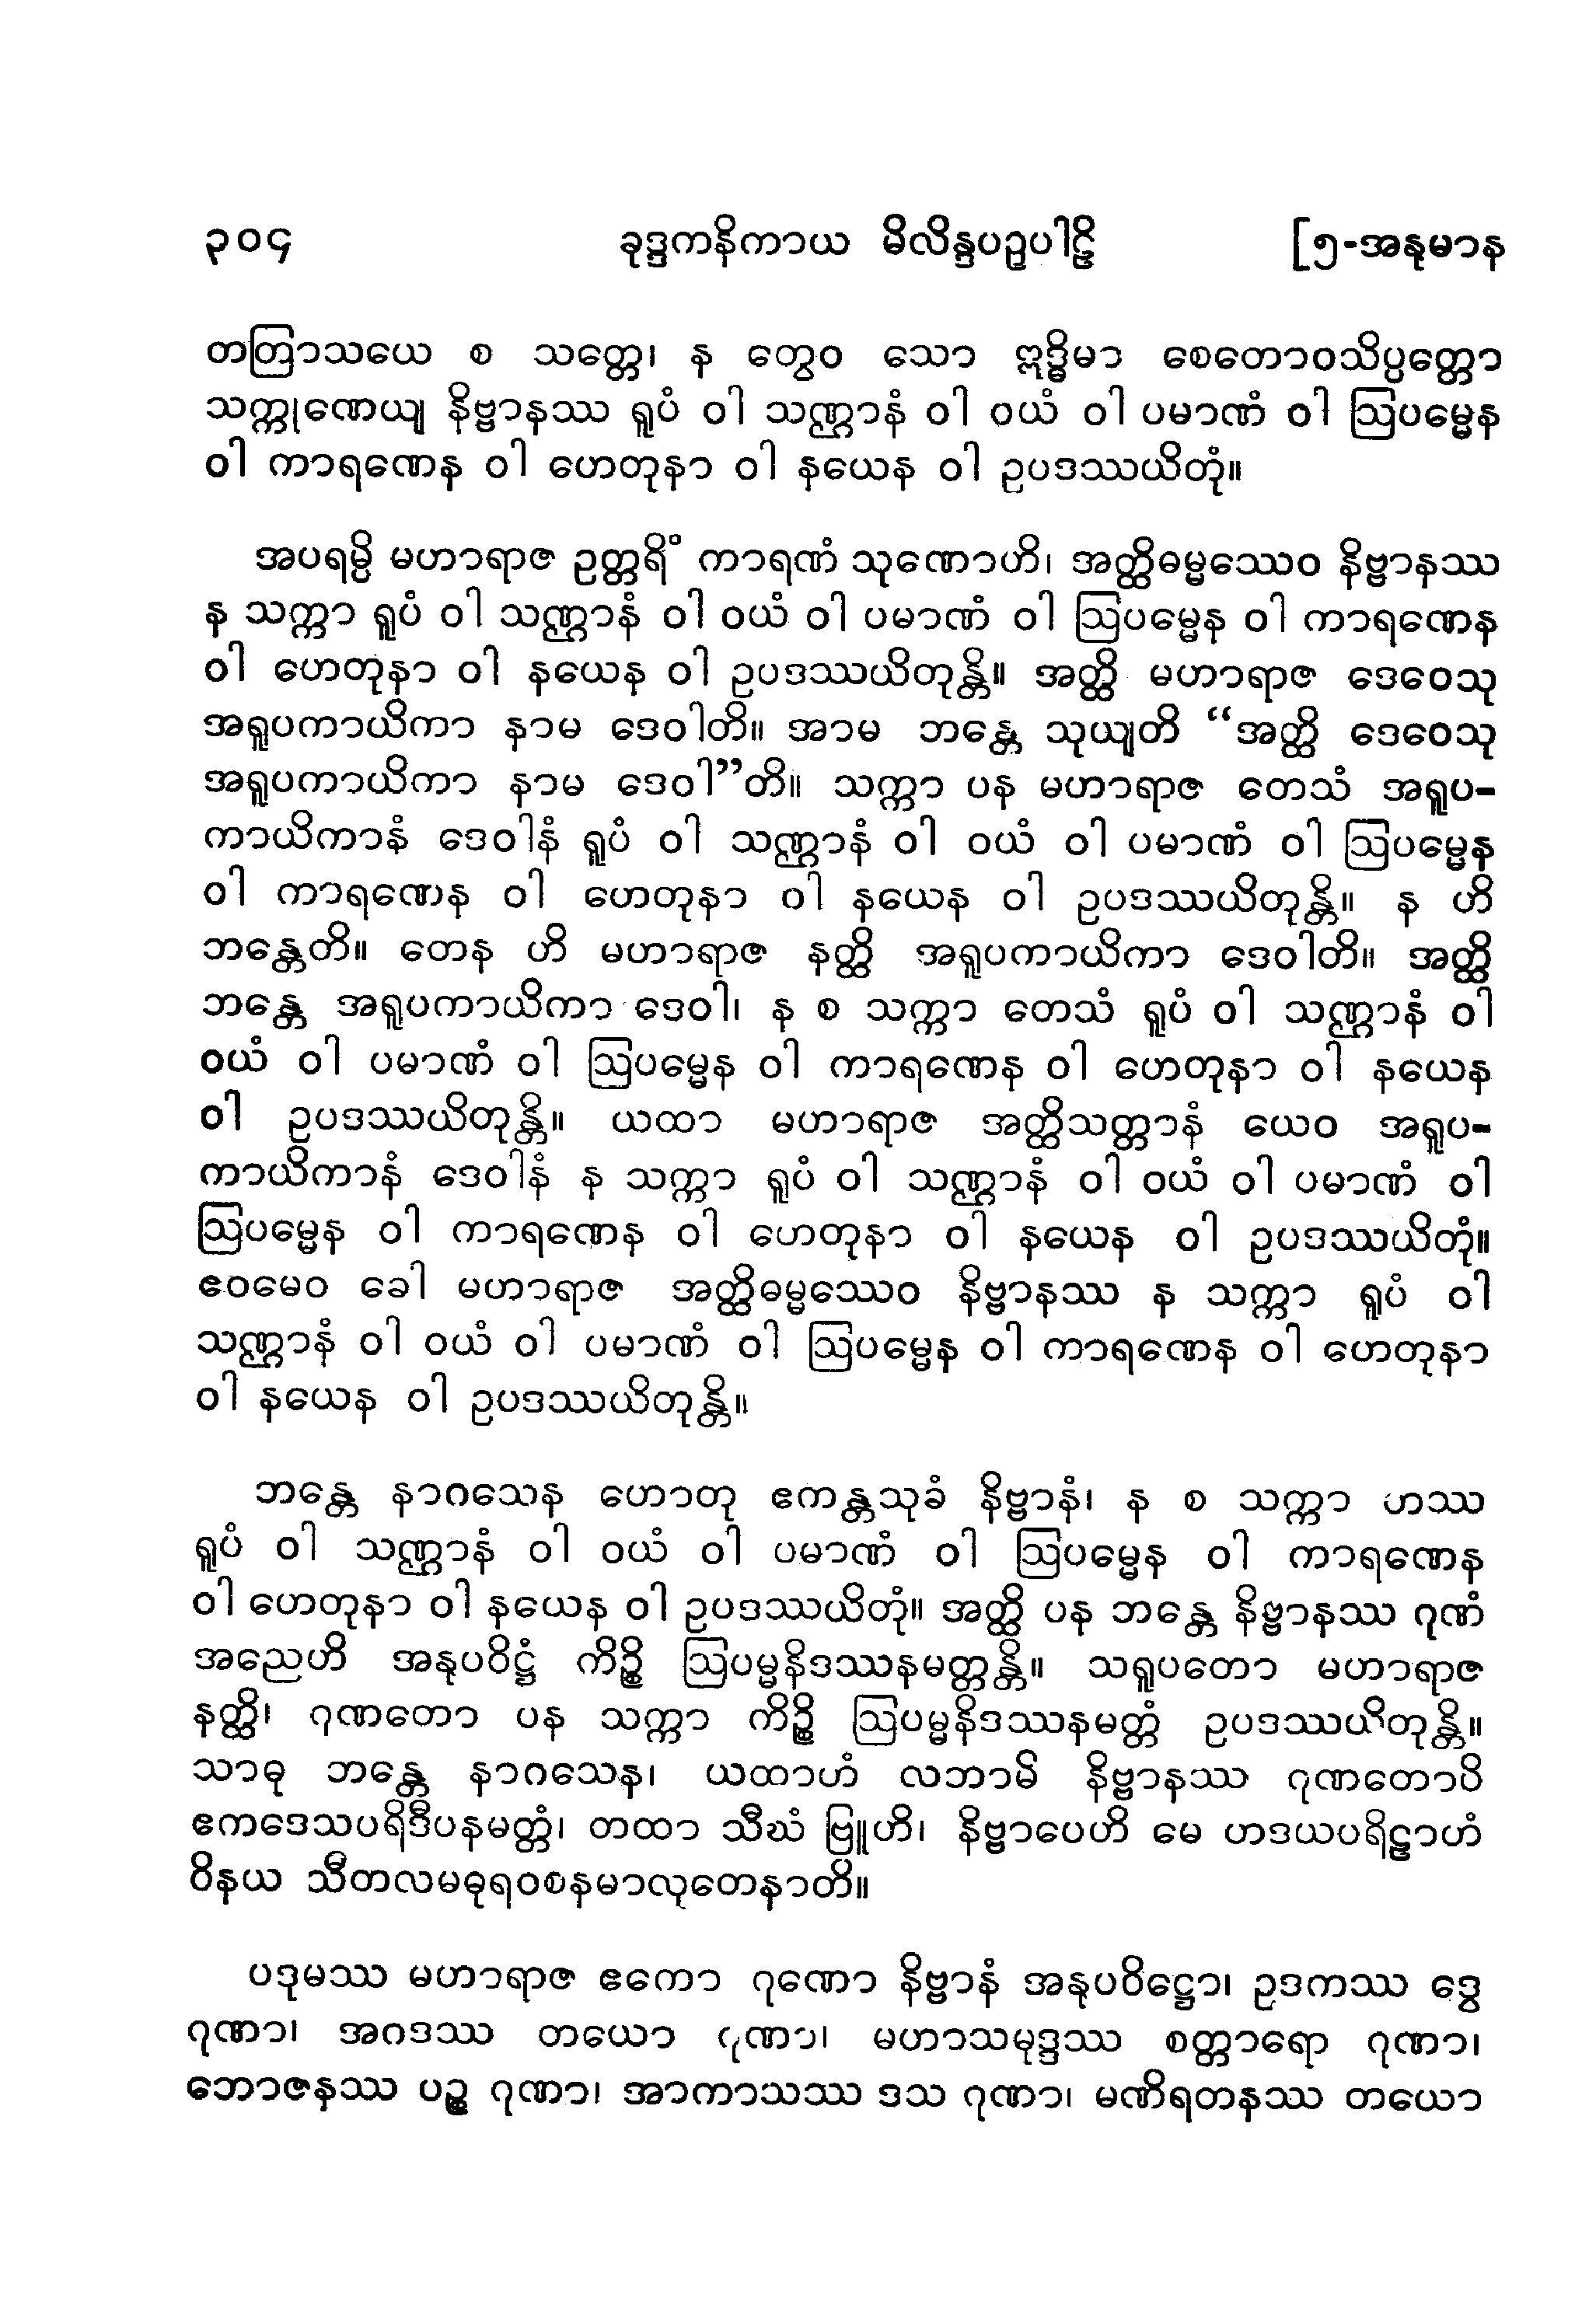 ၃၀၄ ခုဒ္ဒကနိကာယ မိလိန္ဒပဉှပါဠိ [၅-အနုမာန
တတြာသယေ စ သတ္တေ၊ န တွေဝ သော ဣဒ္ဓိမာ စေတောဝသိပ္ပတ္တော
သက္ကုဏေယျ နိဗ္ဗာနဿ ရူပံ ဝါ သဏ္ဌာနံ ဝါ ဝယံ ဝါ ပမာဏံ ဝါ ဩပမ္မေန
ဝါ ကာရဏေန ဝါ ဟေတုနာ ဝါ နယေန ဝါ ဥပဒဿယိတုံ။
အပရမ္ပိ မဟာရာဇ ဥတ္တရိံ ကာရဏံ သုဏောဟိ၊ အတ္ထိဓမ္မဿေဝ နိဗ္ဗာနဿ
န သက္ကာ ရူပံ ဝါ သဏ္ဌာနံ ဝါ ဝယံ ဝါ ပမာဏံ ဝါ ဩပမ္မေန ဝါ ကာရဏေန
ဝါ ဟေတုနာ ဝါ နယေန ဝါ ဥပဒဿယိတုန္တိ။ အတ္ထိ မဟာရာဇ ဒေဝေသု
အရူပကာယိကာ နာမ ဒေဝါတိ။ အာမ ဘန္တေ သုယျတိ “အတ္ထိ ဒေဝေသု
အရူပကာယိကာ နာမ ဒေဝါ”တိ။ သက္ကာ ပန မဟာရာဇ တေသံ အရူပ-
ကာယိကာနံ ဒေဝါနံ ရူပံ ဝါ သဏ္ဌာနံ ဝါ ဝယံ ဝါ ပမာဏံ ဝါ ဩပမ္မေန
ဝါ ကာရဏေန ဝါ ဟေတုနာ ဝါ နယေန ဝါ ဥပဒဿယိတုန္တိ။ န ဟိ
ဘန္တေတိ။ တေန ဟိ မဟာရာဇ နတ္ထိ အရူပကာယိကာ ဒေဝါတိ။ အတ္ထိ
ဘန္တေ အရူပကာယိကာ ဒေဝါ၊ န စ သက္ကာ တေသံ ရူပံ ဝါ သဏ္ဌာနံ ဝါ
ဝယံ ဝါ ပမာဏံ ဝါ ဩပမ္မေန ဝါ ကာရဏေန ဝါ ဟေတုနာ ဝါ နယေန
ဝါ ဥပဒဿယိတုန္တိ။ ယထာ မဟာရာဇ အတ္ထိသတ္တာနံ ယေဝ အရူပ-
ကာယိကာနံ ဒေဝါနံ န သက္ကာ ရူပံ ဝါ သဏ္ဌာနံ ဝါ ဝယံ ဝါ ပမာဏံ ဝါ
ဩပမ္မေန ဝါ ကာရဏေန ဝါ ဟေတုနာ ဝါ နယေန ဝါ ဥပဒဿယိတုံ။
ဧဝမေဝ ခေါ မဟာရာဇ အတ္ထိဓမ္မဿေဝ နိဗ္ဗာနဿ န သက္ကာ ရူပံ ဝါ
သဏ္ဌာနံ ဝါ ဝယံ ဝါ ပမာဏံ ဝါ ဩပမ္မေန ဝါ ကာရဏေန ဝါ ဟေတုနာ
ဝါ နယေန ဝါ ဥပဒဿယိတုန္တိ။
ဘန္တေ နာဂသေန ဟောတု ဧကန္တသုခံ နိဗ္ဗာနံ၊ န စ သက္ကာ ဟဿ
ရူပံ ဝါ သဏ္ဌာနံ ဝါ ဝယံ ဝါ ပမာဏံ ဝါ ဩပမ္မေန ဝါ ကာရဏေန
ဝါ ဟေတုနာ ဝါ နယေန ဝါ ဥပဒဿယိတုံ။ အတ္ထိ ပန ဘန္တေ နိဗ္ဗာနဿ ဂုဏံ
အညေဟိ အနုပဝိဋ္ဌံ ကိဉ္စိ ဩပမ္မနိဒဿနမတ္တန္တိ။ သရူပတော မဟာရာဇ
နတ္ထိ၊ ဂုဏတော ပန သက္ကာ ကိဉ္စိ ဩပမ္မနိဒဿနမတ္တံ ဥပဒဿယိတုန္တိ။
သာဓု ဘန္တေ နာဂသေန၊ ယထာဟံ လဘာမိ နိဗ္ဗာနဿ ဂုဏတောပိ
ဧကဒေသပရိဒီပနမတ္တံ၊ တထာ သီဃံ ဗြူဟိ၊ နိဗ္ဗာပေဟိ မေ ဟဒယပရိဠာဟံ
ဝိနယ သီတလမဓုရဝစနမာလုတေနာတိ။
ပဒုမဿ မဟာရာဇ ဧကော ဂုဏော နိဗ္ဗာနံ အနုပဝိဋ္ဌော၊ ဥဒကဿ ဒွေ
ဂုဏာ၊ အဂဒဿ တယော ဂုဏာ၊ မဟာသမုဒ္ဒဿ စတ္တာရော ဂုဏာ၊
ဘောဇနဿ ပဉ္စ ဂုဏာ၊ အာကာသဿ ဒသ ဂုဏာ၊ မဏိရတနဿ တယော